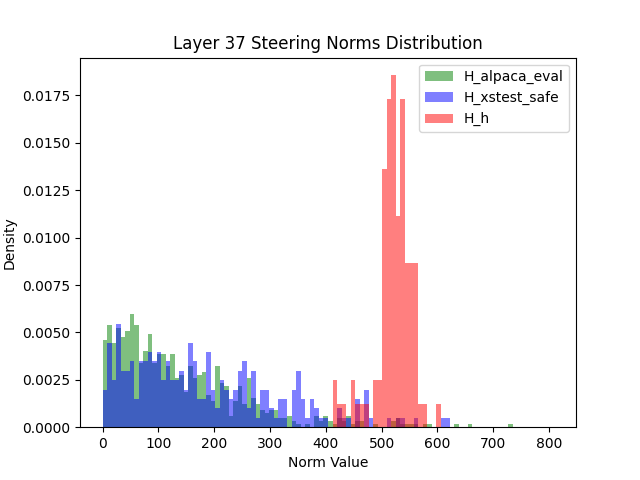 Layer 37 Steering Norms Distribution
H_alpaca_eval
H_xstest_safe
H_h
Density
0.0175
0.0150
0.0125
0.0100
0.0075
0.0050
0.0025
0.0000
0 100 200 300 400 500 600 700 800
Norm Value